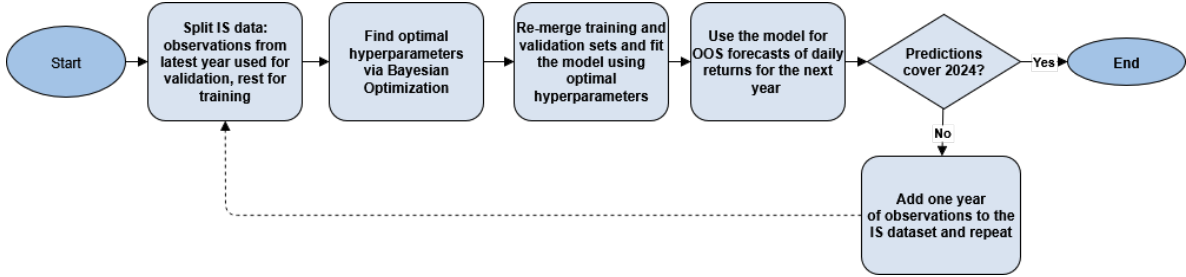 Start
Split IS data:
observations from
latest year used for
validation, rest for
training
Find optimal
hyperparameters
via Bayesian
Optimization
Re-merge training and
validation sets and fit
the model using
optimal
hyperparameters
Use the model for
OOS forecasts of daily
returns for the next
year
Predictions
cover 2024?
Yes
End
No
Add one year
of observations to the
IS dataset and repeat